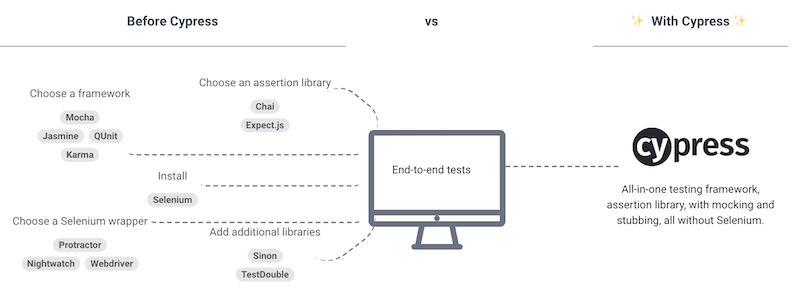 Before Cypress
vs
✨ With Cypress ✨
Choose a framework
Mocha
Jasmine QUnit
Karma
Choose an assertion library
Chai
Expect.js
Install
Selenium
Choose a Selenium wrapper
Protractor
Nightwatch Webdriver
Add additional libraries
Sinon
TestDouble
End-to-end tests
cypress
All-in-one testing framework,
assertion library, with mocking and
stubbing, all without Selenium.